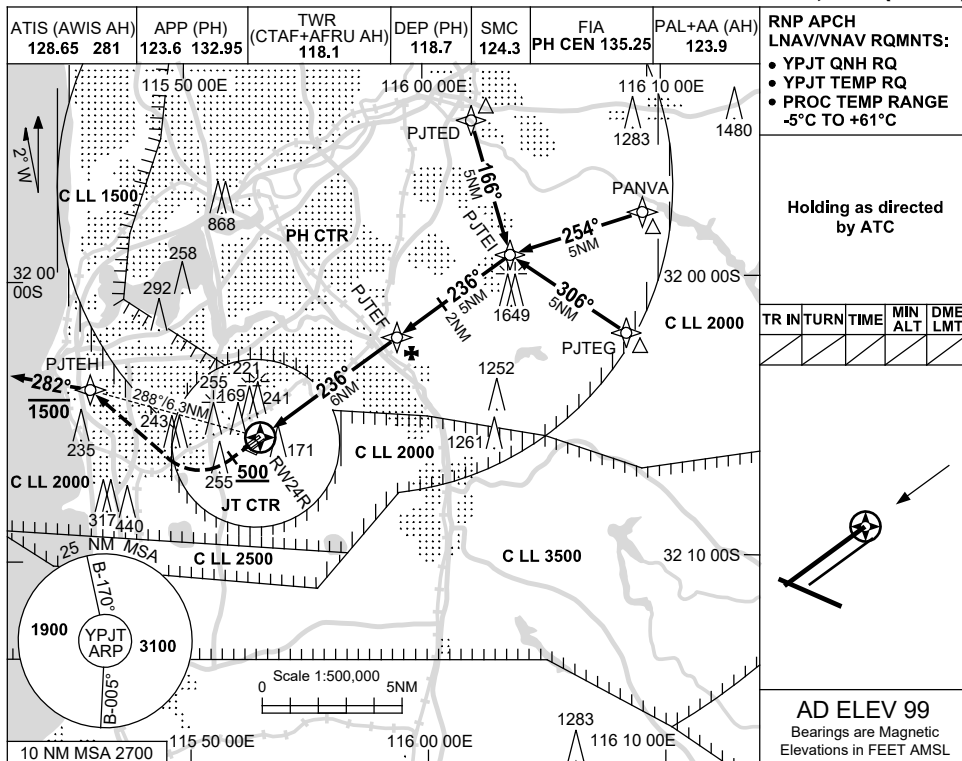 ATIS (AWIS AH)
128.65 281
APP (PH)
123.6 132.95
TWR
(CTAF+AFRU AH)
118.1
DEP (PH)
118.7
SMC
124.3
FIA
PH CEN 135.25
PAL+AA (AH)
123.9
RNP APCH
LNAV/VNAV RQMNTS:
• YPJT QNH RQ
• YPJT TEMP RQ
• PROC TEMP RANGE
-5°C TO +61°C
Holding as directed
by ATC
TR IN
TURN
TIME
MIN
ALT
DME
LMT
115 50 00E
116 00 00E
116 10 00E
2° W
PJTED
1283
1480
C LL 1500
166°
5NM
PANVA
868
PH CTR
PJTEI
254°
5NM
258
32 00
00S
32 00 00S
292
PJTEF
236°
5NM
2NM
306°
5NM
1649
C LL 2000
PJTEG
PJTEH
282°
1500
288°/6.3NM
221
255
169
241
236°
6NM
1252
243
235
255
500
171
RW24R
1261
C LL 2000
C LL 2000
JT CTR
317
440
C LL 2500
C LL 3500
32 10 00S
25 NM MSA
B-170°
1900
YPJT
ARP
3100
B-005°
Scale 1:500,000
0
5NM
1283
10 NM MSA 2700
115 50 00E
116 00 00E
116 10 00E
AD ELEV 99
Bearings are Magnetic
Elevations in FEET AMSL